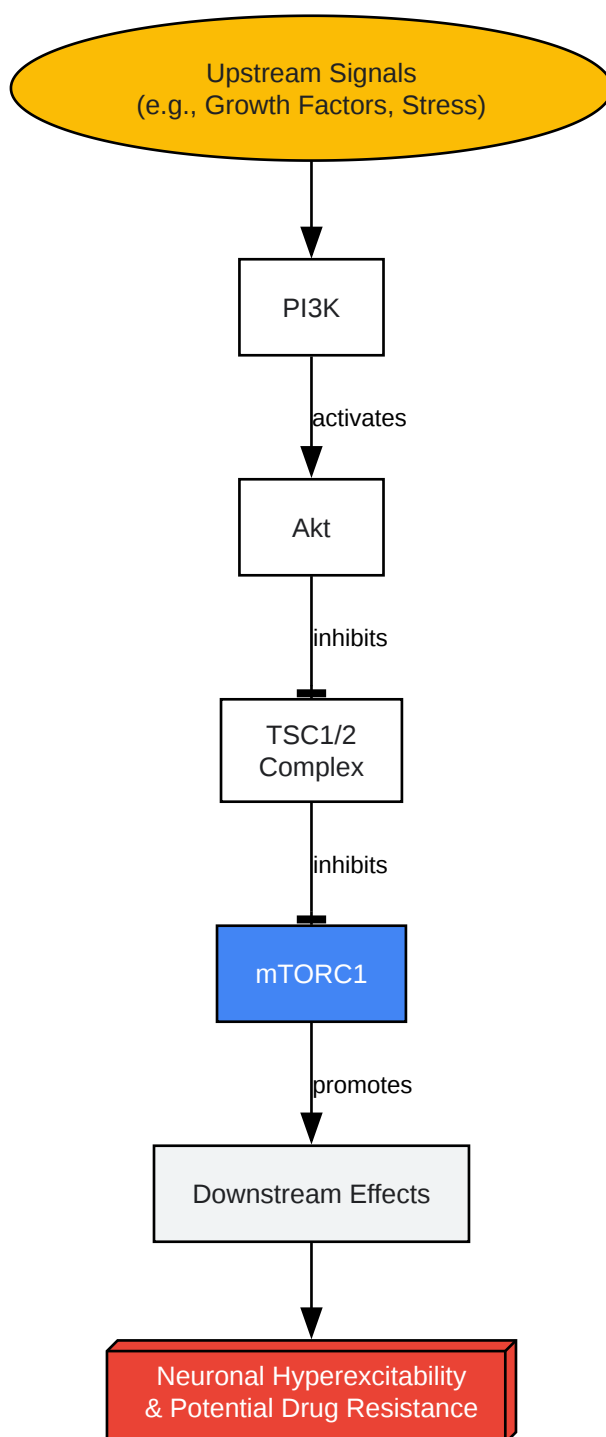 Upstream Signals
(e.g., Growth Factors, Stress)
PI3K
activates
Akt
inhibits
TSC1/2
Complex
inhibits
mTORC1
promotes
Downstream Effects
Neuronal Hyperexcitability
& Potential Drug Resistance